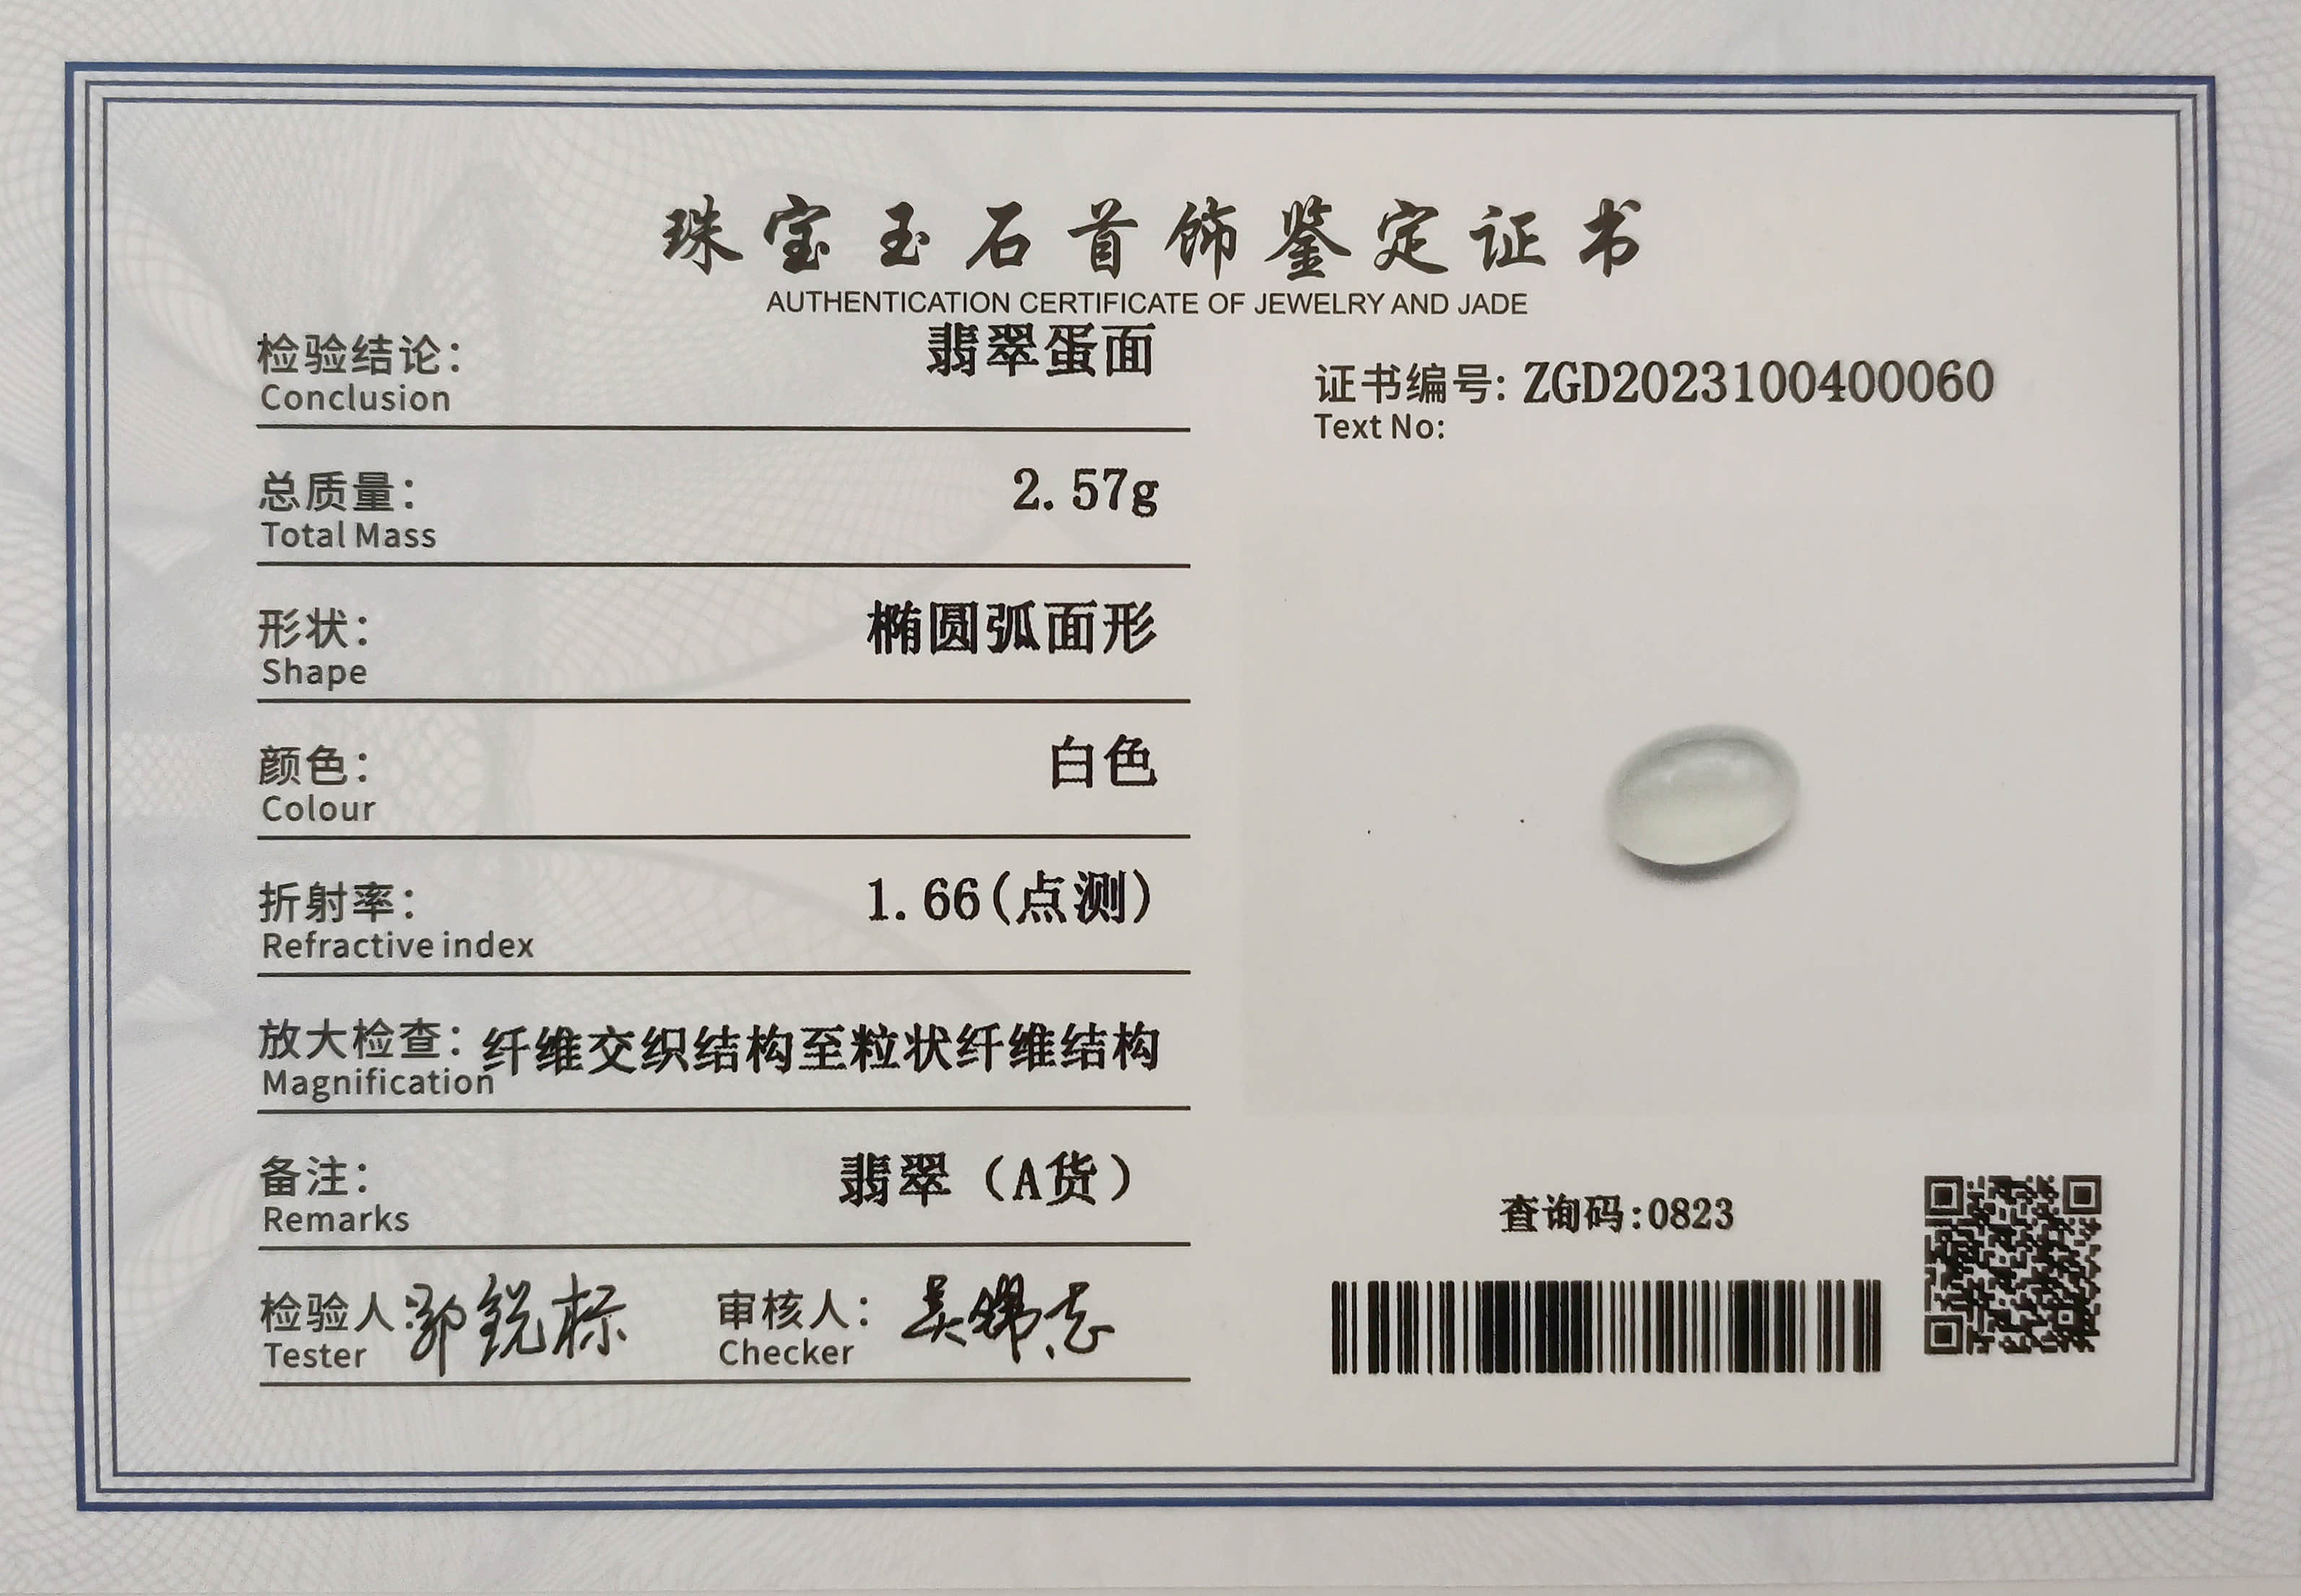 珠宝玉石首饰鉴定证书
AUTHENTICATION CERTIFICATE OF JEWELRY AND JADE
检验结论: 翡翠蛋面
Conclusion
证书编号: ZGD2023100400060
Text No:
总质量: 2.57g
Total Mass
形状: 椭圆弧面形
Shape
颜色: 白色
Colour
折射率: 1.66(点测)
Refractive index
放大检查: 纤维交织结构至粒状纤维结构
Magnification
备注: 翡翠（A货）
Remarks
查询码:0823
检验人: 审核人:
Tester Checker